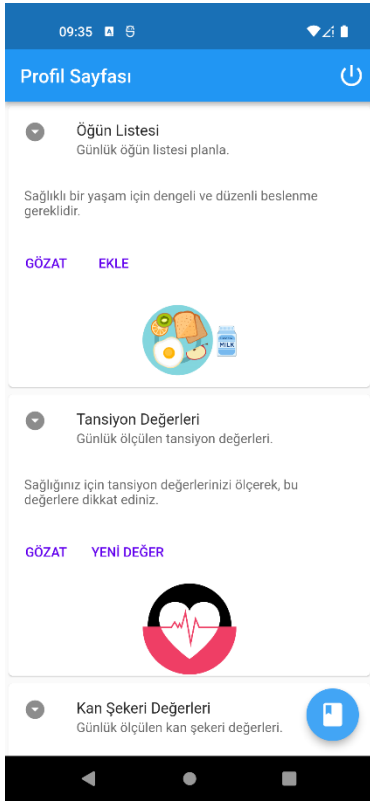 09:35
Profil Sayfası
Öğün Listesi
Günlük öğün listesi planla.
Sağlıklı bir yaşam için dengeli ve düzenli beslenme
gereklidir.
GÖZAT EKLE
MILK
Tansiyon Değerleri
Günlük ölçülen tansiyon değerleri.
Sağlığınız için tansiyon değerlerinizi ölçerek, bu
değerlere dikkat ediniz.
GÖZAT YENİ DEĞER
Kan Şekeri Değerleri
Günlük ölçülen kan şekeri değerleri.